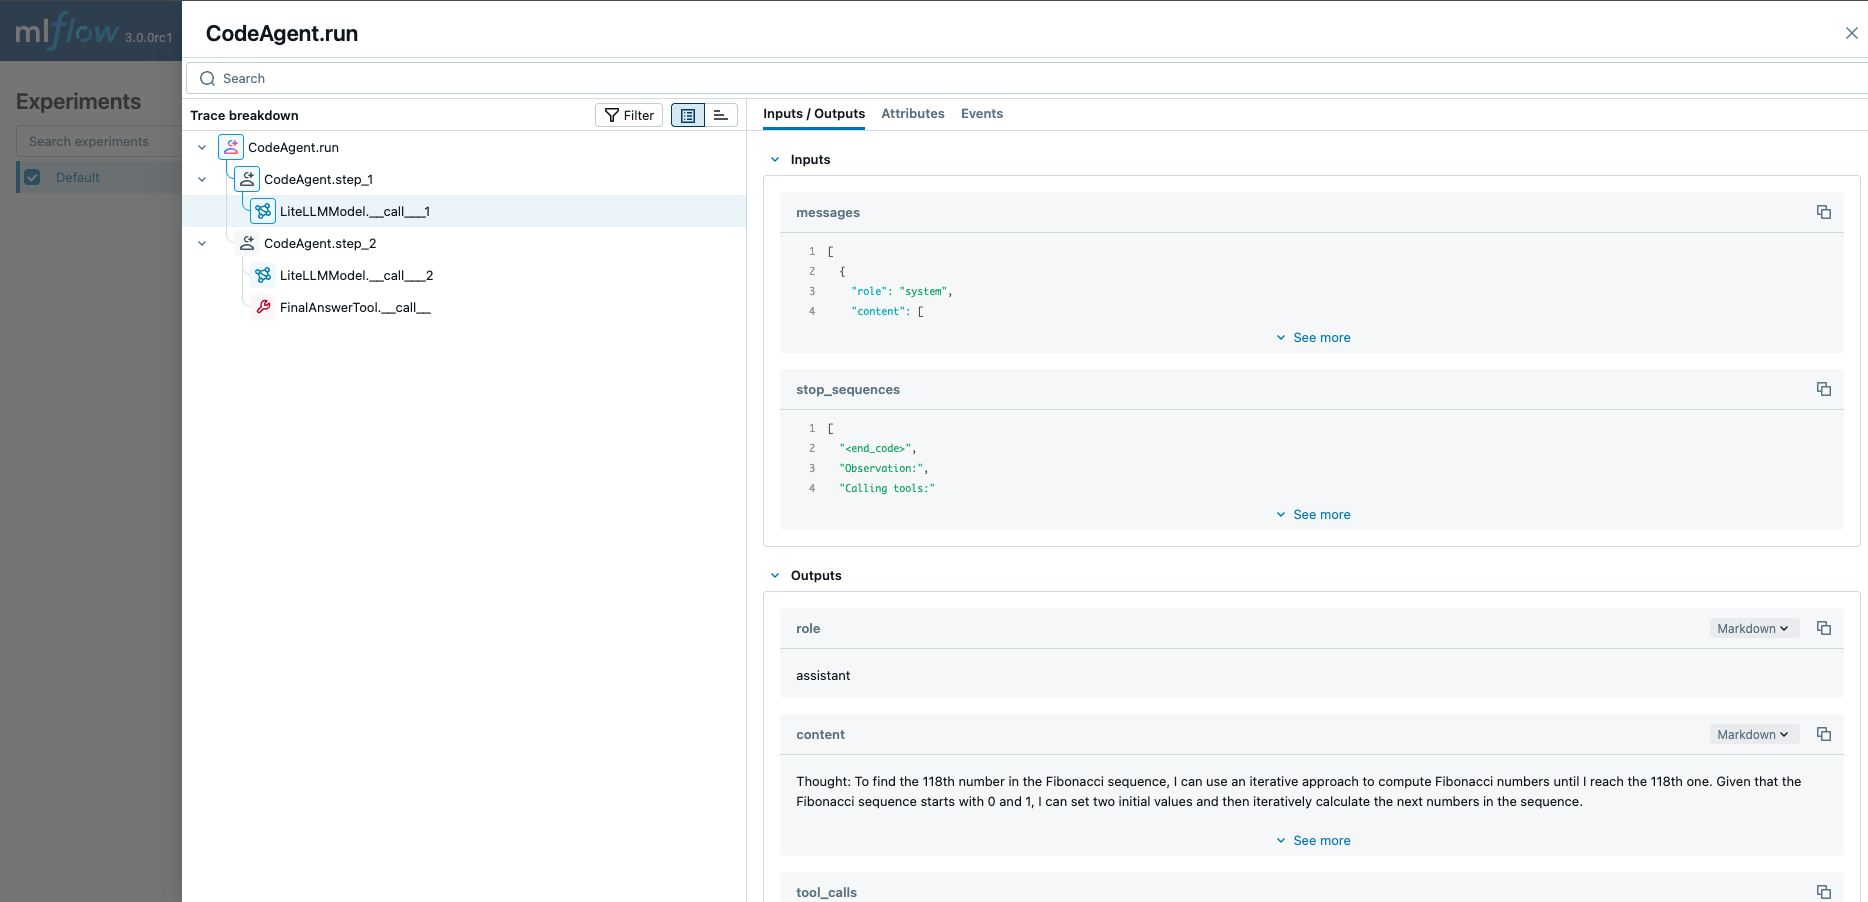 mlflow 3.0.0rc1
Experiments
Search experiments
Default
CodeAgent.run
Search
Trace breakdown
Filter
CodeAgent.run
CodeAgent.step_1
LiteLLMModel.__call___1
CodeAgent.step_2
LiteLLMModel.__call___2
FinalAnswerTool.__call__
Inputs / Outputs
Attributes
Events
Inputs
messages
1 [
2 {
3 "role": "system",
4 "content": [
See more
stop_sequences
1 [
2 "<end_code>",
3 "Observation:",
4 "Calling tools:"
See more
Outputs
role
Markdown
assistant
content
Markdown
Thought: To find the 118th number in the Fibonacci sequence, I can use an iterative approach to compute Fibonacci numbers until I reach the 118th one. Given that the
Fibonacci sequence starts with 0 and 1, I can set two initial values and then iteratively calculate the next numbers in the sequence.
See more
tool_calls